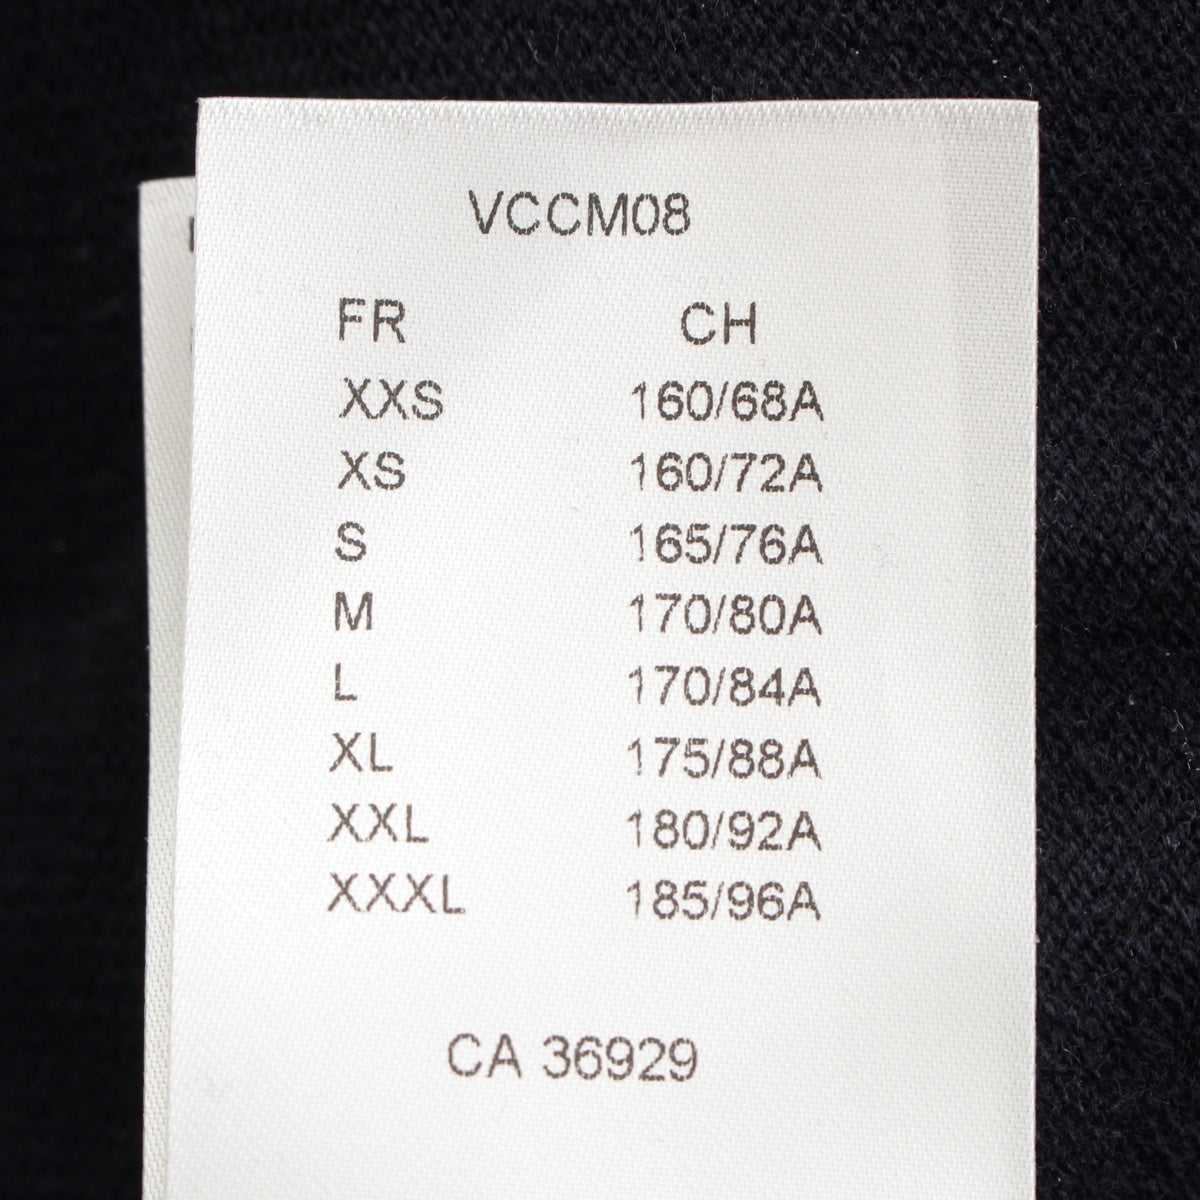 VCCM08
FR CH
XXS 160/68A
XS 160/72A
S 165/76A
M 170/80A
L 170/84A
XL 175/88A
XXL 180/92A
XXXL 185/96A
CA 36929